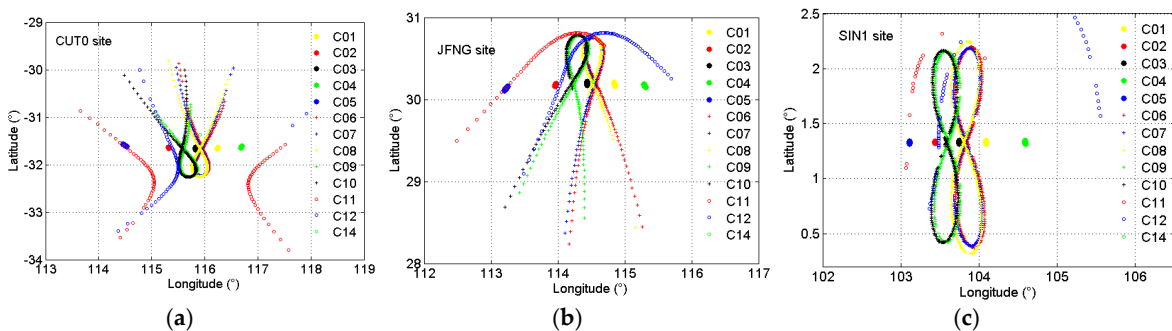 CUT0 site
Latitude (°)
-29
-30
-31
-32
-33
-34
113 114 115 116 117 118 119
Longitude (°)
C01
C02
C03
C04
C05
C06
C07
C08
C09
C10
C11
C12
C14
(a)
JFNG site
Latitude (°)
31
30
29
28
112 113 114 115 116 117
Longitude (°)
C01
C02
C03
C04
C05
C06
C07
C08
C09
C10
C11
C12
C14
(b)
SIN1 site
Latitude (°)
2.5
2
1.5
1
0.5
102 103 104 105 106
Longitude (°)
C01
C02
C03
C04
C05
C06
C07
C08
C09
C10
C11
C12
C14
(c)